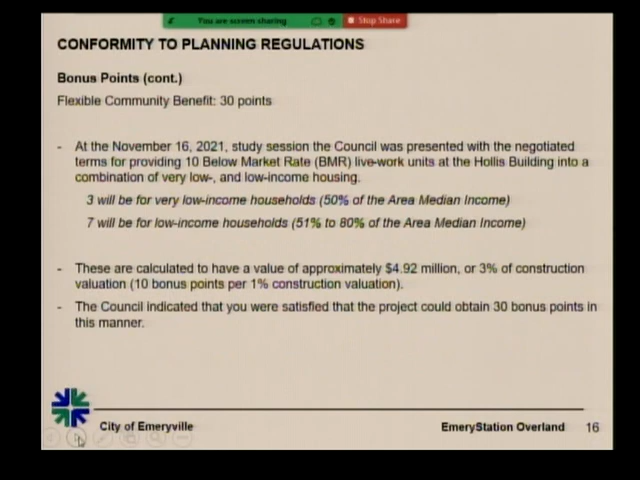 You are screen sharing
Stop Share
CONFORMITY TO PLANNING REGULATIONS
Bonus Points (cont.)
Flexible Community Benefit: 30 points
- At the November 16, 2021, study session the Council was presented with the negotiated
terms for providing 10 Below Market Rate (BMR) live-work units at the Hollis Building into a
combination of very low-, and low-income housing.
3 will be for very low-income households (50% of the Area Median Income)
7 will be for low-income households (51% to 80% of the Area Median Income)
- These are calculated to have a value of approximately $4.92 million, or 3% of construction
valuation (10 bonus points per 1% construction valuation).
- The Council indicated that you were satisfied that the project could obtain 30 bonus points in
this manner.
City of Emeryville
EmeryStation Overland 16